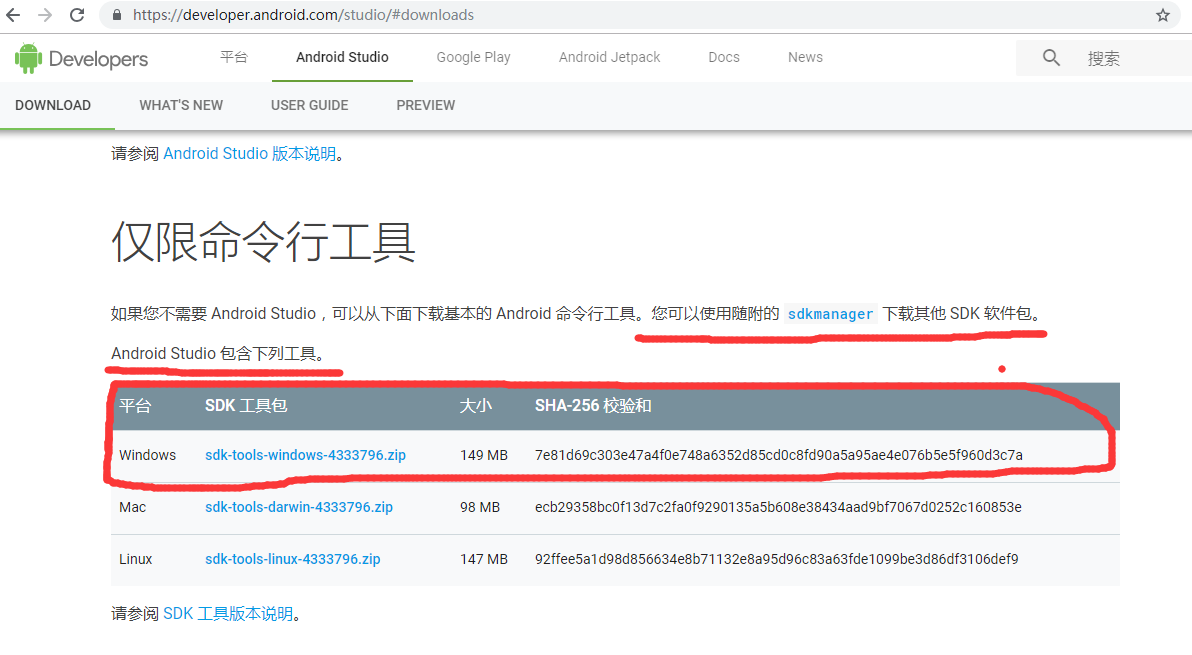 https://developer.android.com/studio/#downloads
Developers 平台 Android Studio Google Play Android Jetpack Docs News 搜索
DOWNLOAD WHAT'S NEW USER GUIDE PREVIEW
请参阅 Android Studio 版本说明。
仅限命令行工具
如果您不需要 Android Studio，可以从下面下载基本的 Android 命令行工具。您可以使用随附的 sdkmanager 下载其他 SDK 软件包。
Android Studio 包含下列工具。
平台 SDK 工具包 大小 SHA-256 校验和
Windows sdk-tools-windows-4333796.zip 149 MB 7e81d69c303e47a4f0e748a6352d85cd0c8fd90a5a95ae4e076b5e5f960d3c7a
Mac sdk-tools-darwin-4333796.zip 98 MB ecb29358bc0f13d7c2fa0f9290135a5b608e38434aad9bf7067d0252c160853e
Linux sdk-tools-linux-4333796.zip 147 MB 92ffee5a1d98d856634e8b71132e8a95d96c83a63fde1099be3d86df3106def9
请参阅 SDK 工具版本说明。